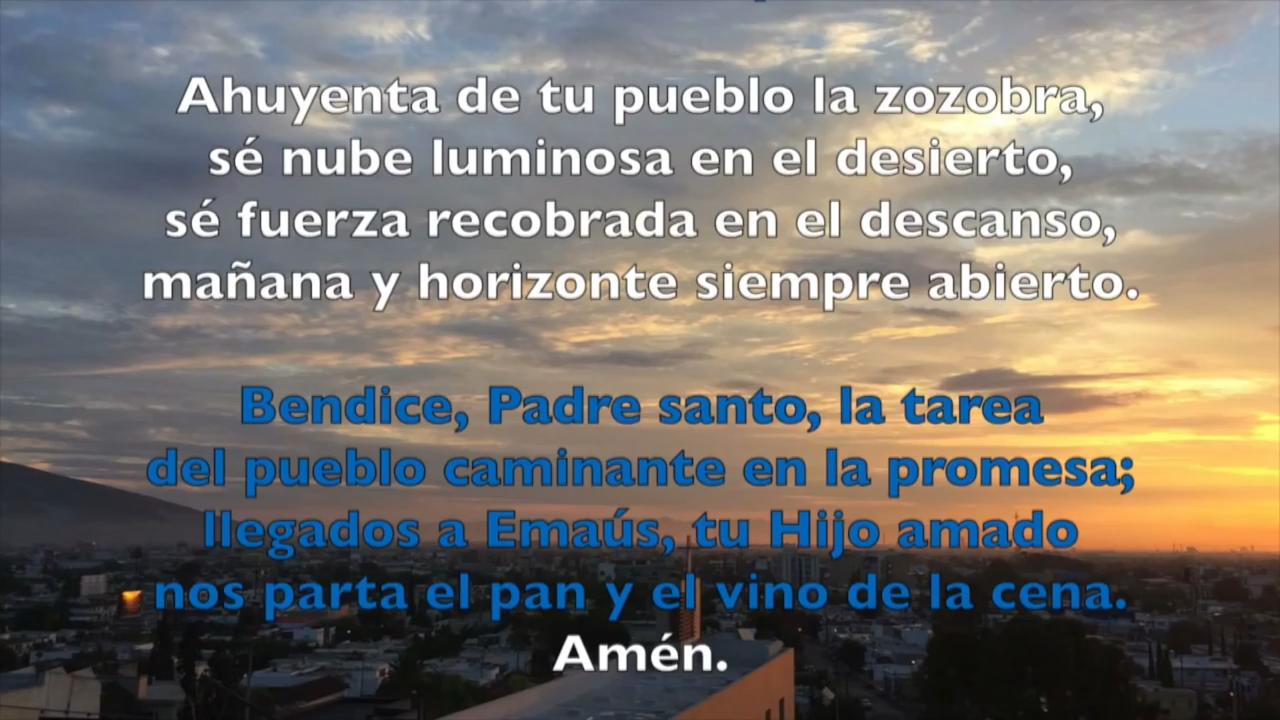 Ahuyenta de tu pueblo la zozobra,
sé nube luminosa en el desierto,
sé fuerza recobrada en el descanso,
mañana y horizonte siempre abierto.
Bendice, Padre santo, la tarea
del pueblo caminante en la promesa;
llegados a Emaús, tu Hijo amado
nos parta el pan y el vino de la cena.
Amén.